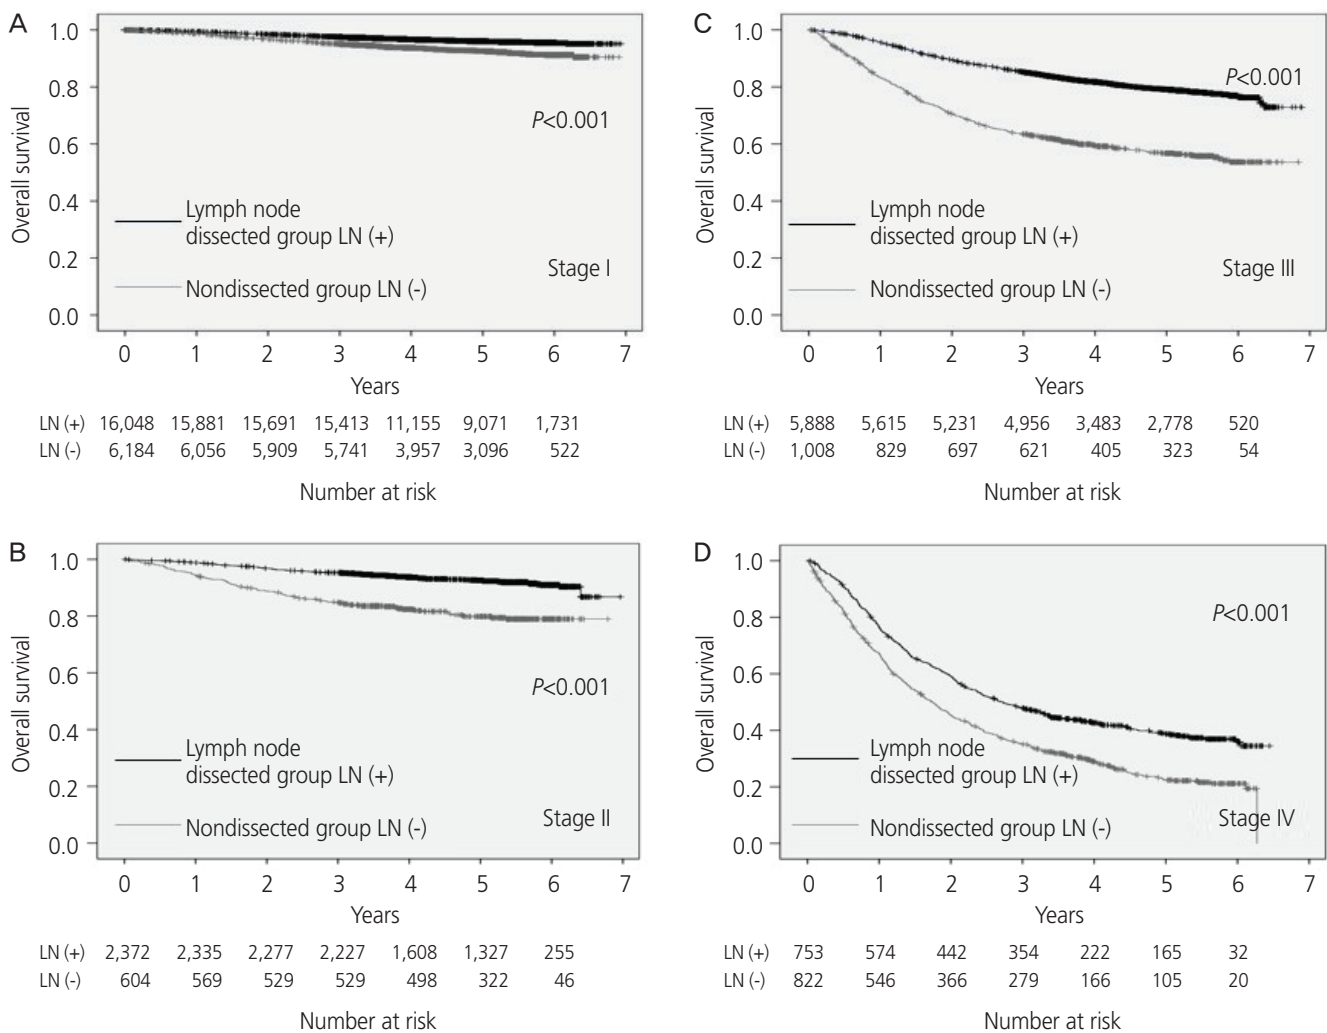 A
Overall survival
1.0
0.8
0.6
0.4
0.2
0.0
P<0.001
Lymph node
dissected group LN (+)
Nondissected group LN (-)
Stage I
0 1 2 3 4 5 6 7
Years
LN (+) 16,048 15,881 15,691 15,413 11,155 9,071 1,731
LN (-) 6,184 6,056 5,909 5,741 3,957 3,096 522
Number at risk
B
Overall survival
1.0
0.8
0.6
0.4
0.2
0.0
P<0.001
Lymph node
dissected group LN (+)
Nondissected group LN (-)
Stage II
0 1 2 3 4 5 6 7
Years
LN (+) 2,372 2,335 2,277 2,227 1,608 1,327 255
LN (-) 604 569 529 529 498 322 46
Number at risk
C
Overall survival
1.0
0.8
0.6
0.4
0.2
0.0
P<0.001
Lymph node
dissected group LN (+)
Stage III
Nondissected group LN (-)
0 1 2 3 4 5 6 7
Years
LN (+) 5,888 5,615 5,231 4,956 3,483 2,778 520
LN (-) 1,008 829 697 621 405 323 54
Number at risk
D
Overall survival
1.0
0.8
0.6
0.4
0.2
0.0
P<0.001
Lymph node
dissected group LN (+)
Nondissected group LN (-)
Stage IV
0 1 2 3 4 5 6 7
Years
LN (+) 753 574 442 354 222 165 32
LN (-) 822 546 366 279 166 105 20
Number at risk